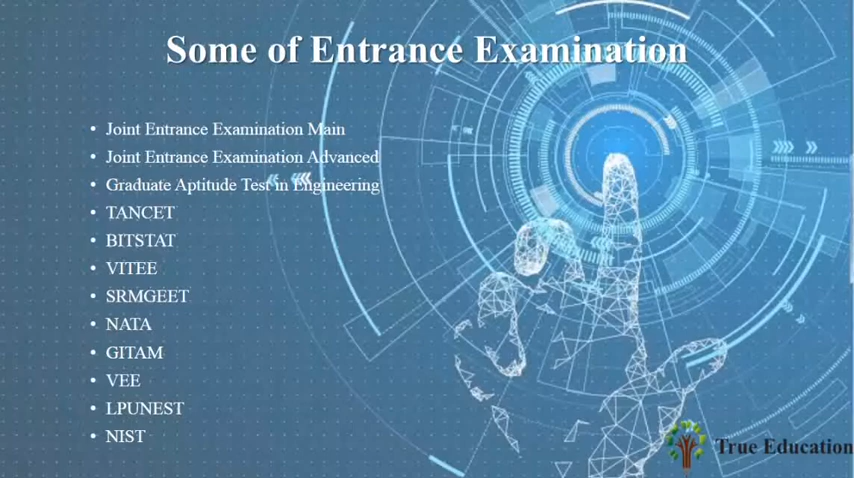 Some of Entrance Examination
• Joint Entrance Examination Main
• Joint Entrance Examination Advanced
• Graduate Aptitude Test in Engineering
• TANCET
• BITSTAT
• VITEE
• SRMGEET
• NATA
• GITAM
• VEE
• LPUNEST
• NIST
True Education